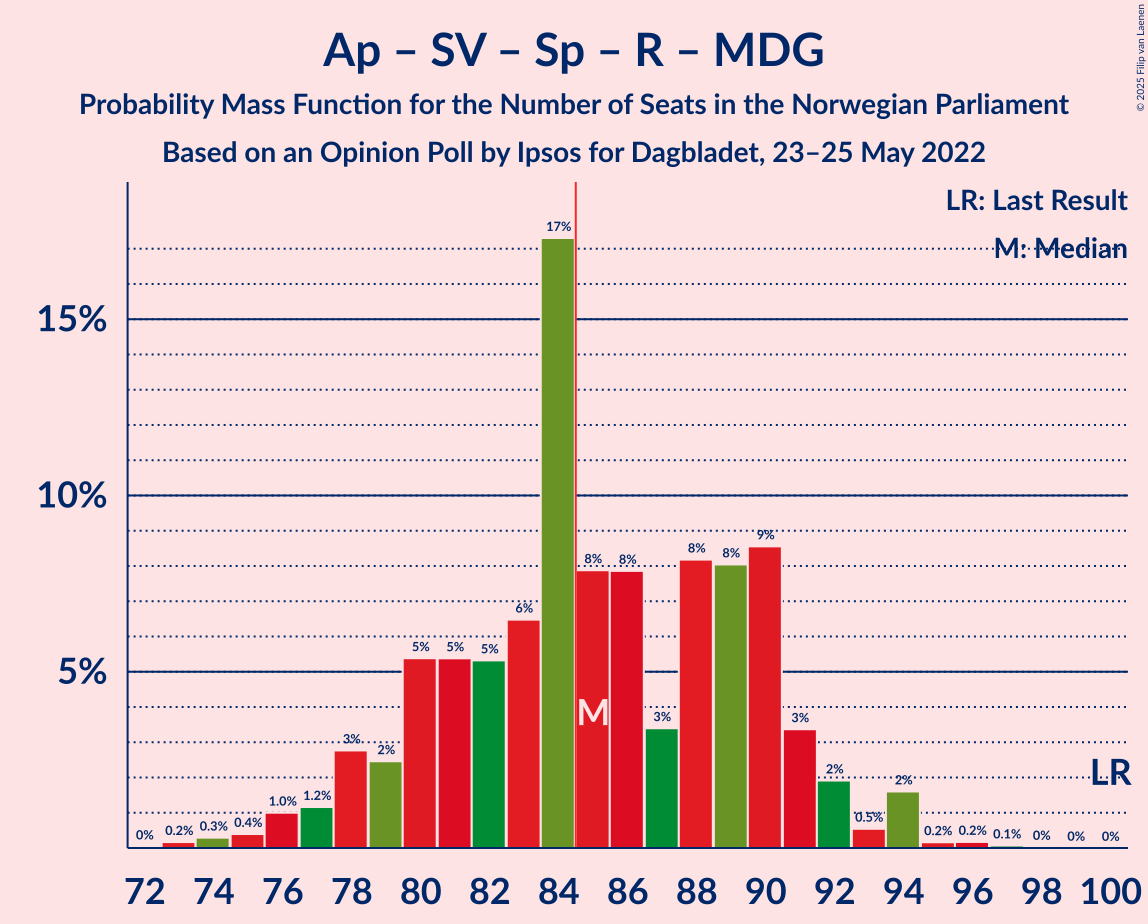 Ap – SV – Sp – R – MDG
Probability Mass Function for the Number of Seats in the Norwegian Parliament
Based on an Opinion Poll by Ipsos for Dagbladet, 23–25 May 2022
© 2025 Filip van Laenen
LR: Last Result
M: Median
15%
10%
5%
0% 0.2% 0.3% 0.4% 1.0% 1.2% 3% 2% 5% 5% 5% 6% 17% 8% 8% 3% 8% 8% 9% 3% 2% 0.5% 2% 0.2% 0.2% 0.1% 0% 0% 0%
M
LR
72 74 76 78 80 82 84 86 88 90 92 94 96 98 100